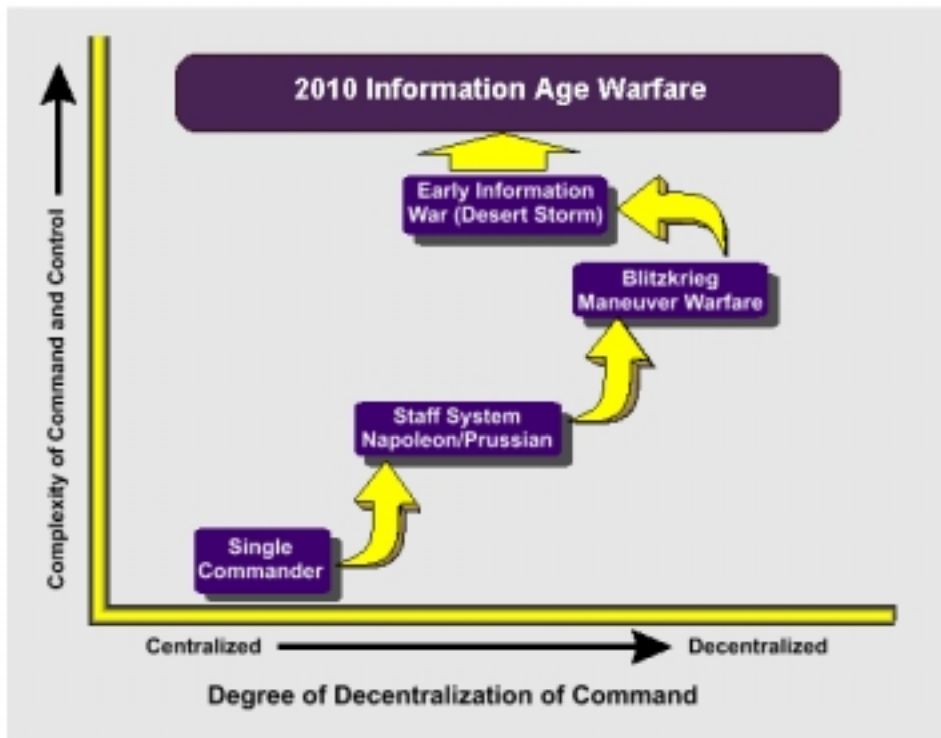 2010 Information Age Warfare
Early Information
War (Desert Storm)
Blitzkrieg
Maneuver Warfare
Staff System
Napoleon/Prussian
Single
Commander
Complexity of Command and Control
Centralized
Decentralized
Degree of Decentralization of Command